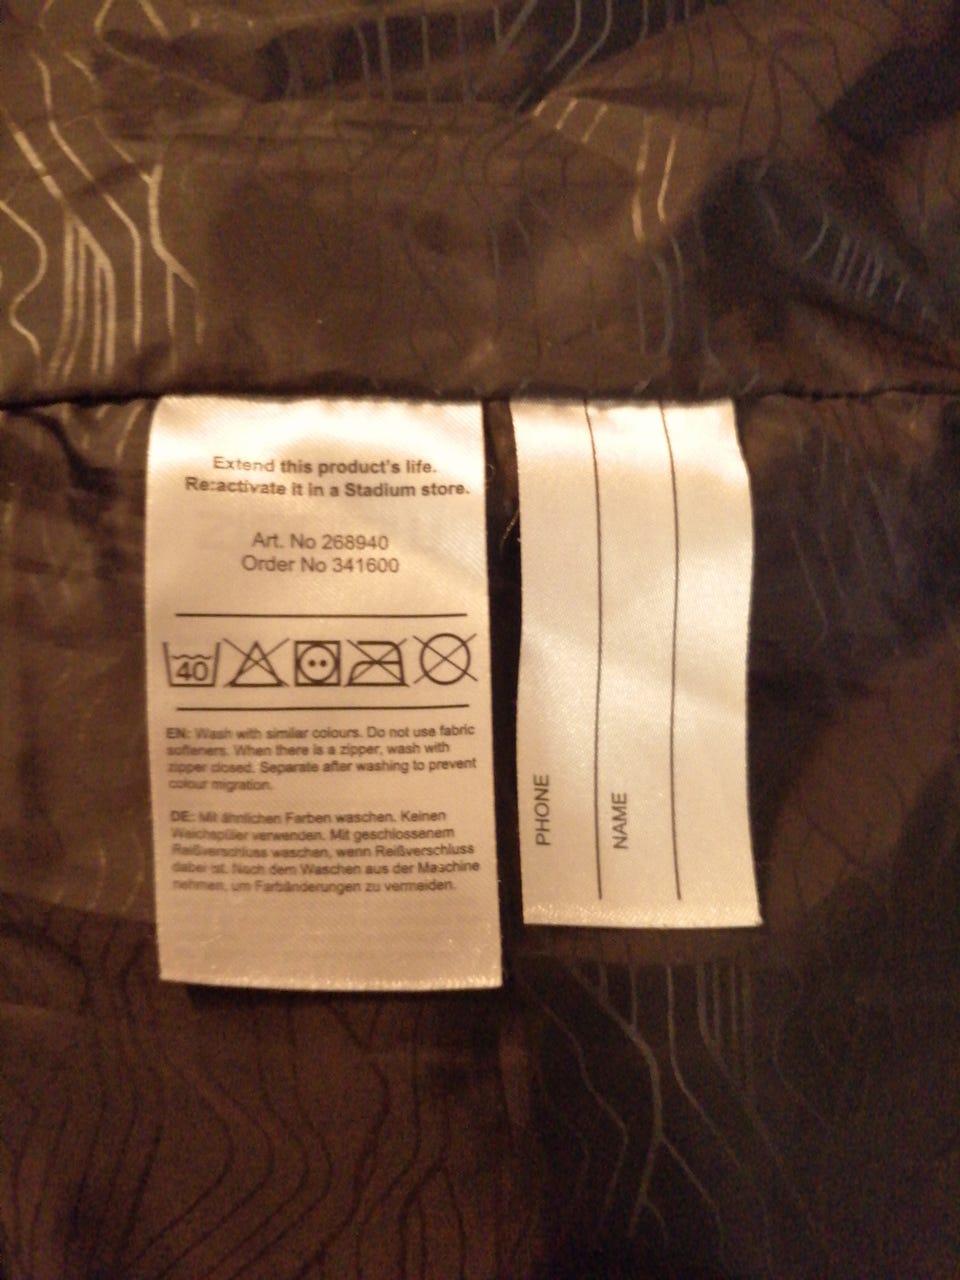 Extend this product's life.
Re:activate it in a Stadium store.
Art. No 268940
Order No 341600
40
EN: Wash with similar colours. Do not use fabric
softeners. When there is a zipper, wash with
zipper closed. Separate after washing to prevent
colour migration.
DE: Mit ähnlichen Farben waschen. Keinen
Weichspüler verwenden. Mit geschlossenem
Reißverschluss waschen, wenn Reißverschluss
dabei ist. Nach dem Waschen aus der Maschine
nehmen, um Farbänderungen zu vermeiden.
PHONE
NAME